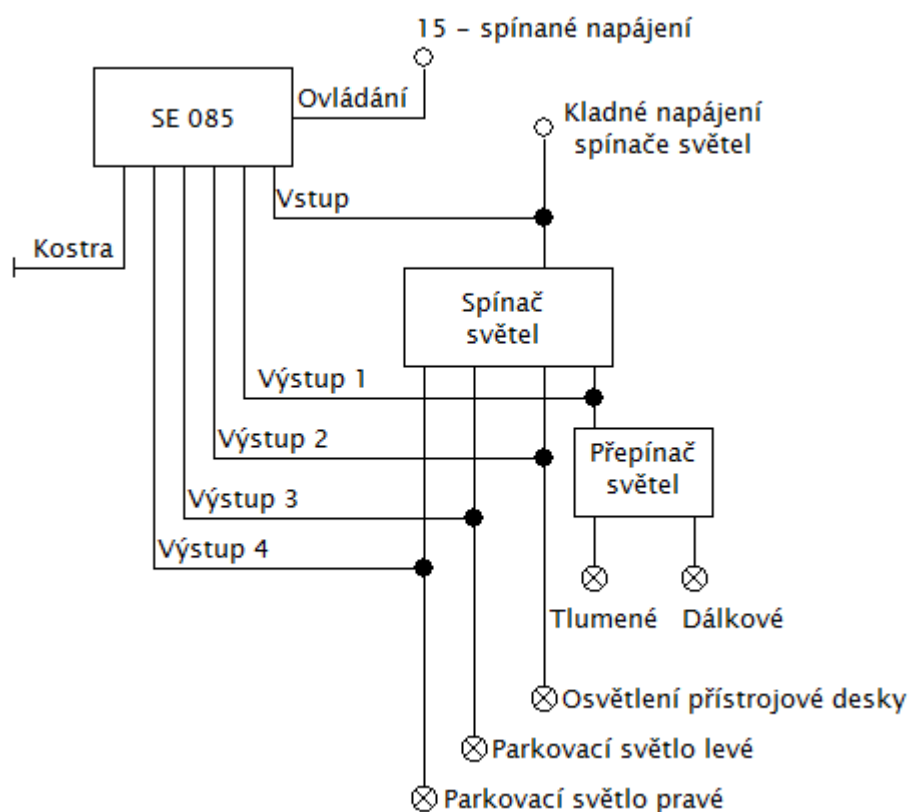 15 – spínané napájení
SE 085
Ovládání
Kladné napájení
spínače světel
Vstup
Kostra
Spínač
světel
Výstup 1
Výstup 2
Přepínač
světel
Výstup 3
Výstup 4
Tlumené
Dálkové
Osvětlení přístrojové desky
Parkovací světlo levé
Parkovací světlo pravé